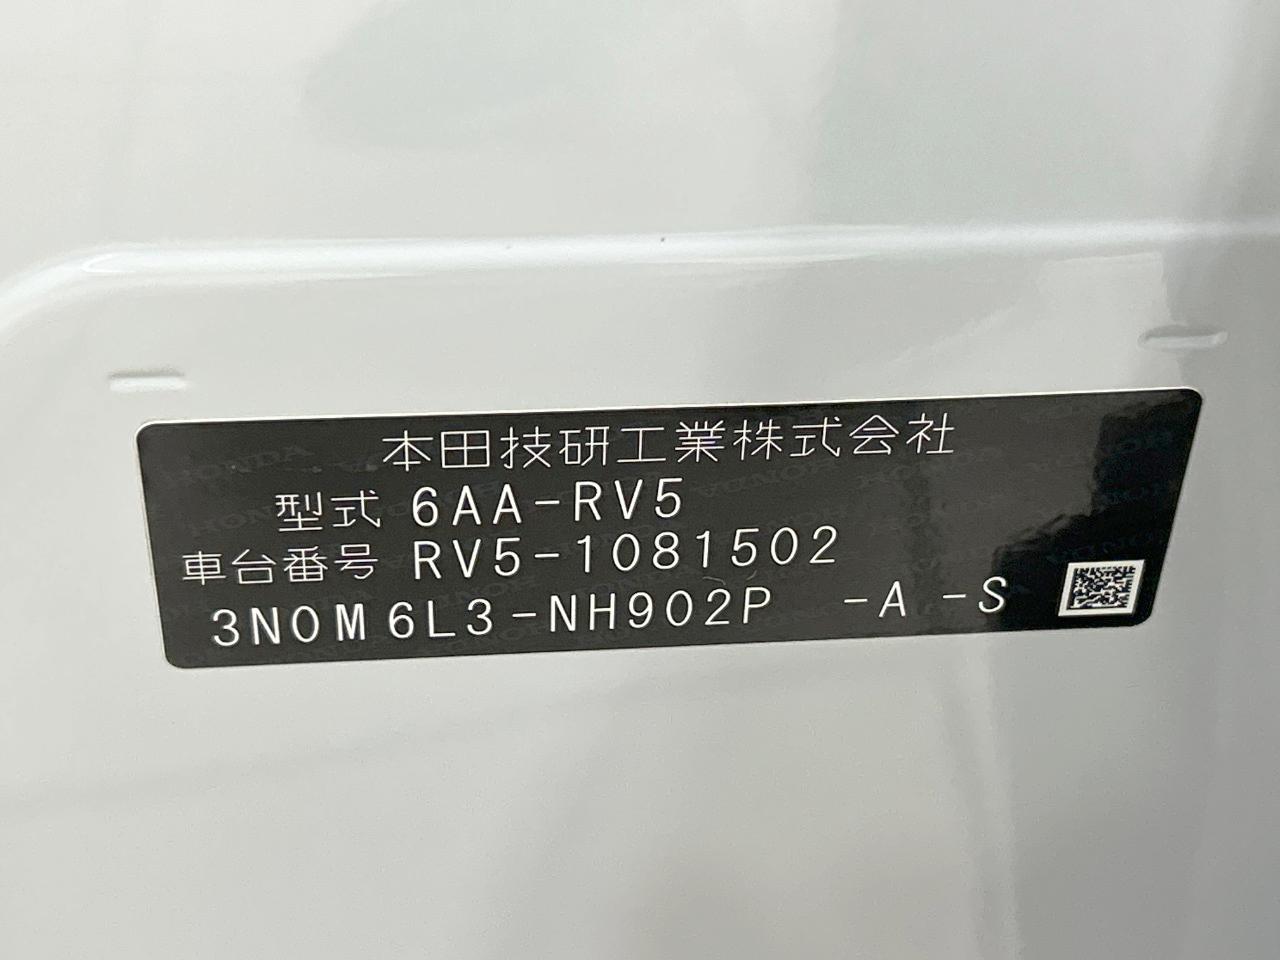 本田技研工業株式会社
型式 6AA-RV5
車台番号 RV5-1081502
3N0M6L3-NH902P -A -S